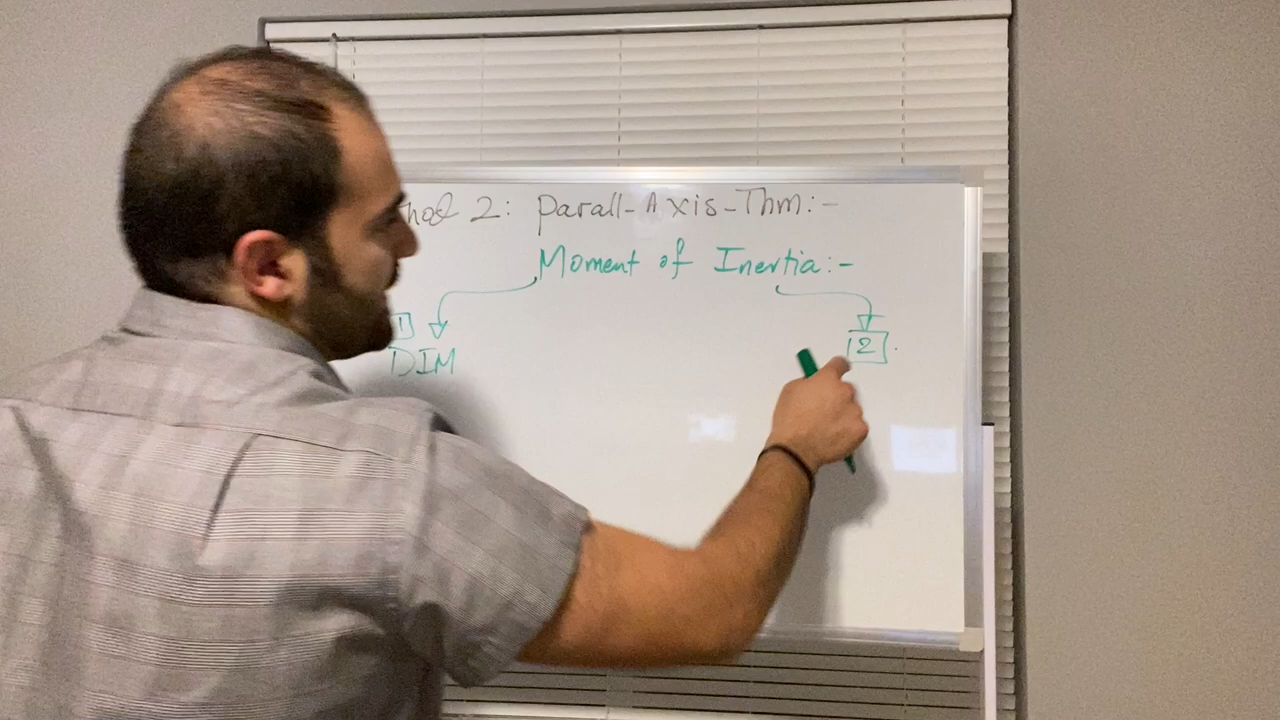 2: Parall-Axis-Thm:-
Moment of Inertia:-
1
2.
DIM